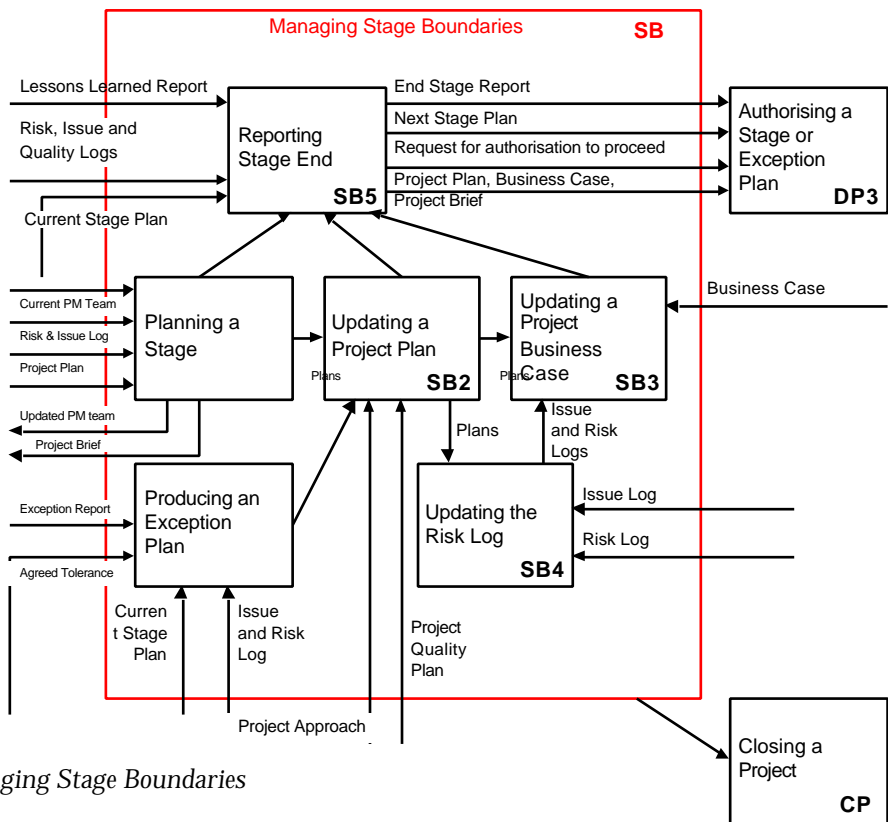 Managing Stage Boundaries SB
Lessons Learned Report
Risk, Issue and
Quality Logs
Current Stage Plan
Reporting
Stage End
SB5
End Stage Report
Next Stage Plan
Request for authorisation to proceed
Project Plan, Business Case,
Project Brief
Authorising a
Stage or
Exception
Plan
DP3
Current PM Team
Risk & Issue Log
Project Plan
Updated PM team
Project Brief
Planning a
Stage
Plans
Updating a
Project Plan
SB2
Plans
Updating a
Project
Business
Case
SB3
Business Case
Plans
Issue
and Risk
Logs
Exception Report
Agreed Tolerance
Producing an
Exception
Plan
Updating the
Risk Log
SB4
Issue Log
Risk Log
Curren
t Stage
Plan
Issue
and Risk
Log
Project
Quality
Plan
Project Approach
Closing a
Project
CP
ging Stage Boundaries